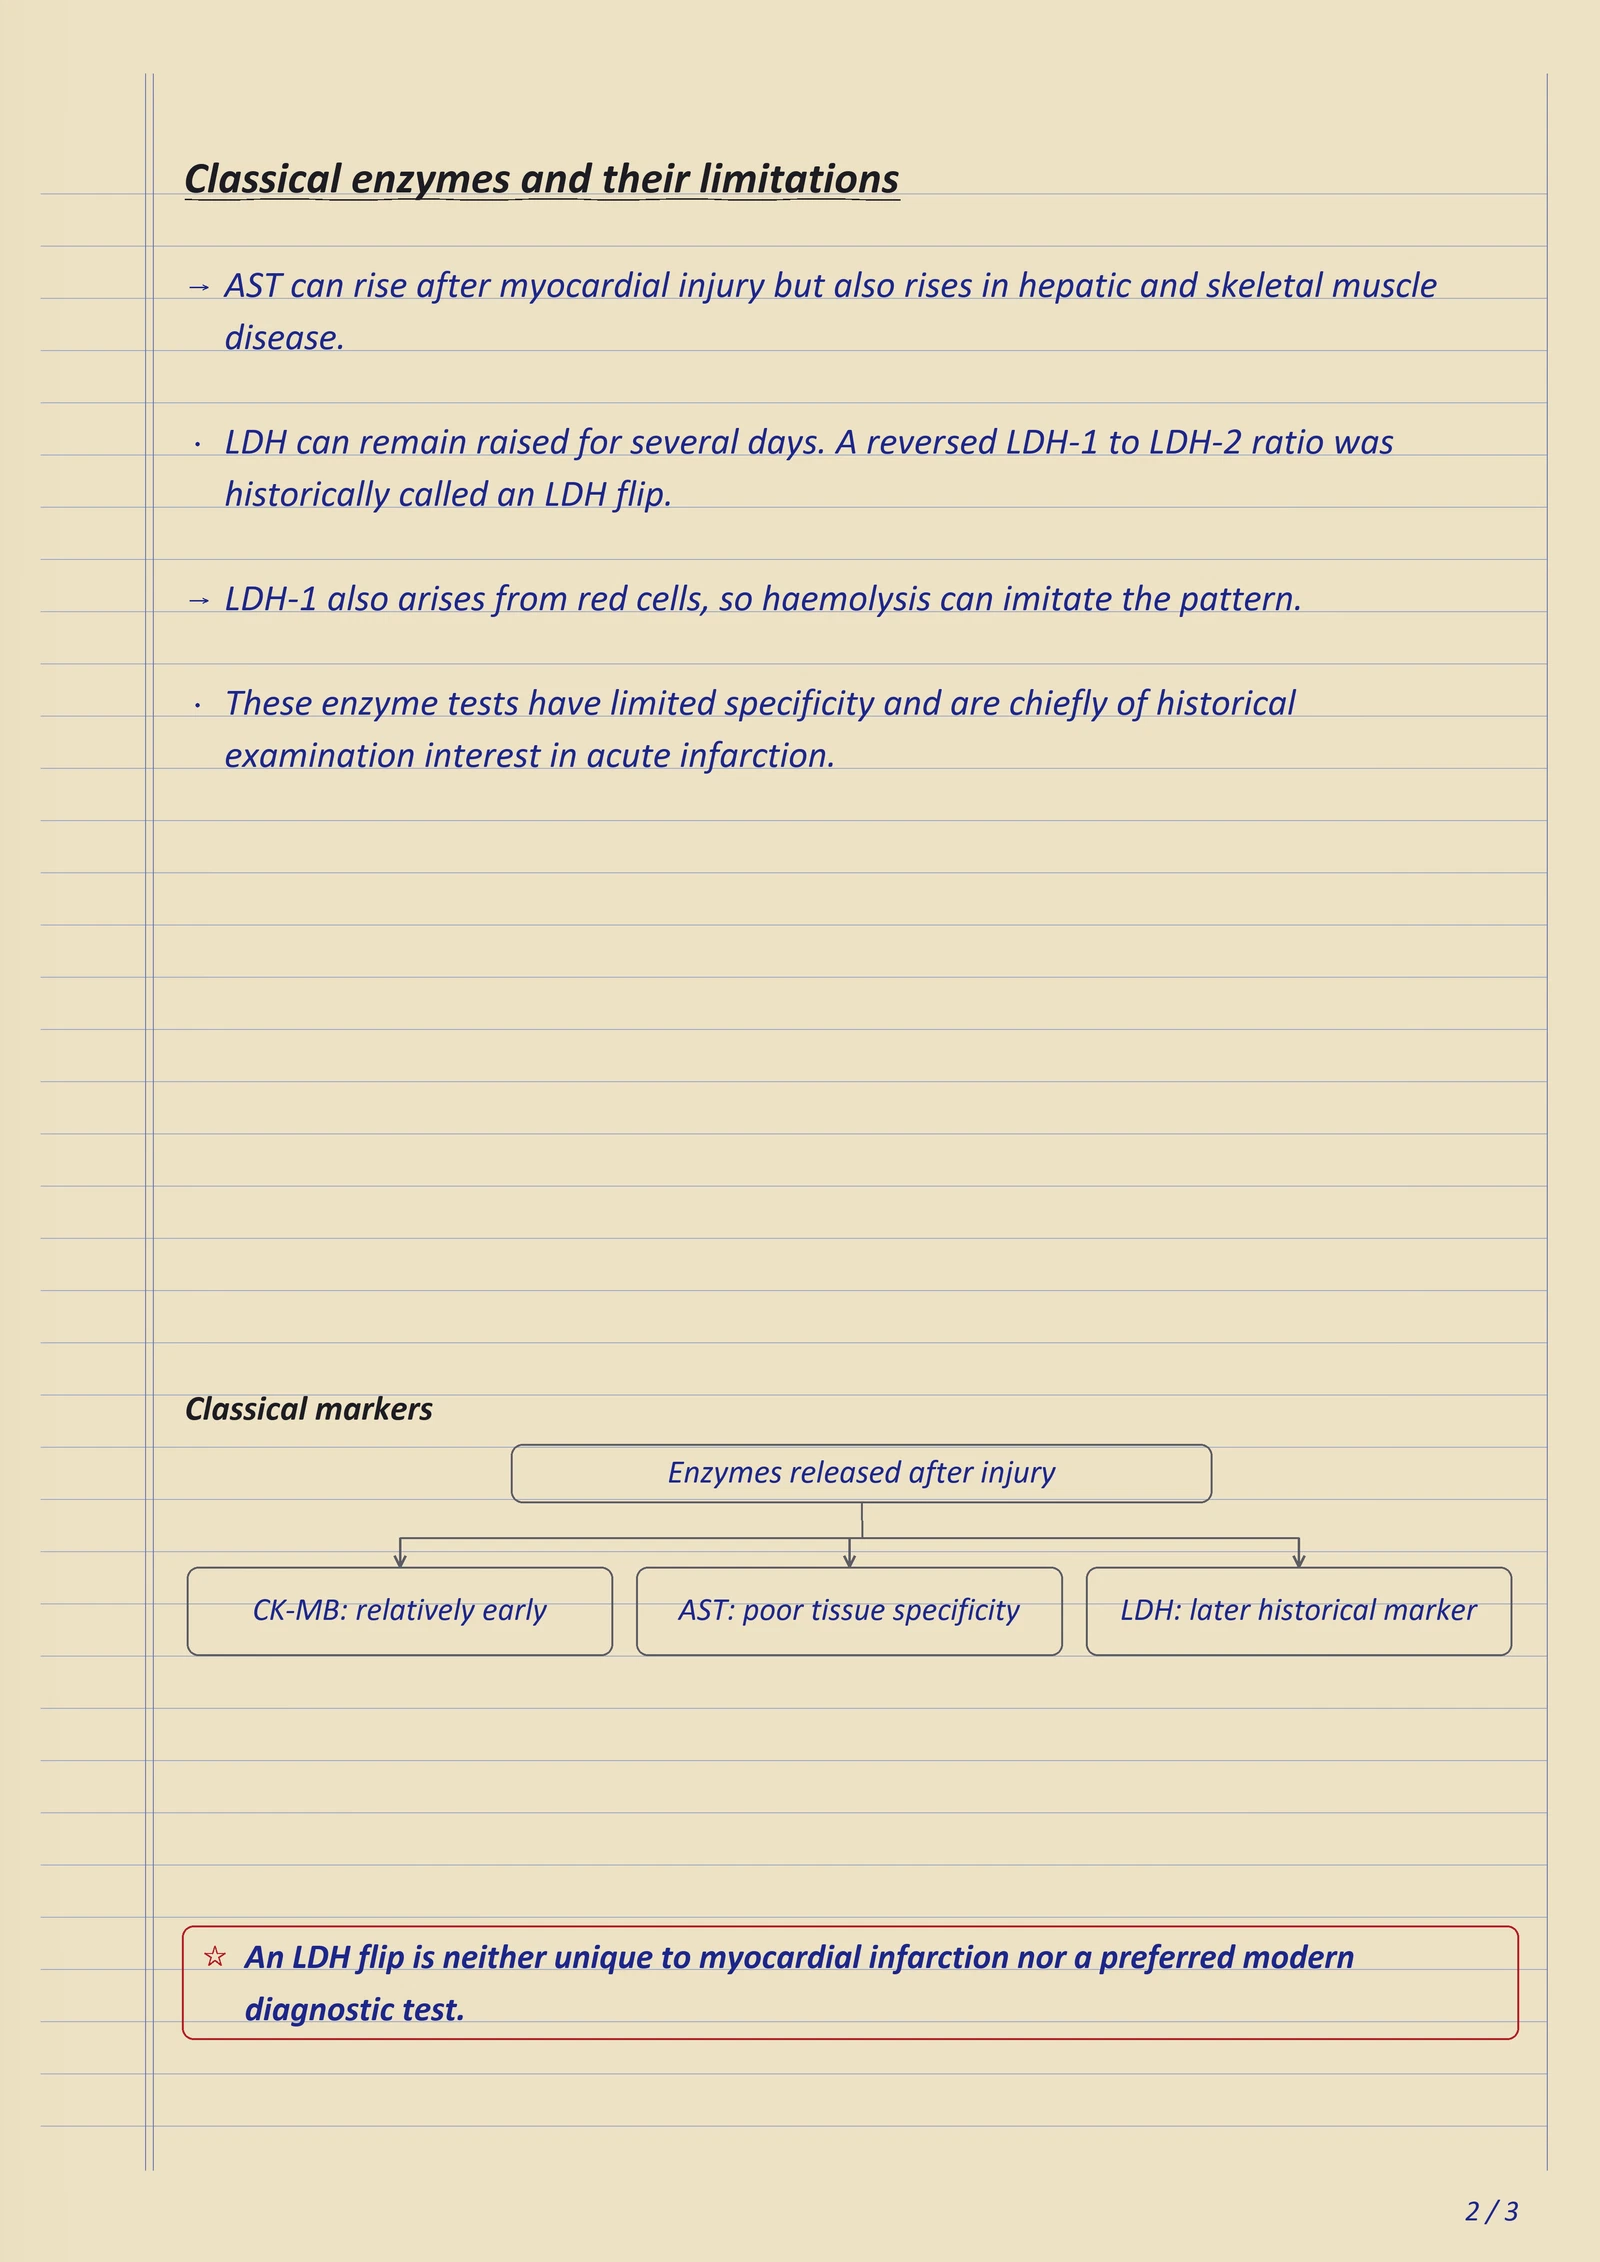 Classical enzymes and their limitations
→ AST can rise after myocardial injury but also rises in hepatic and skeletal muscle
disease.
· LDH can remain raised for several days. A reversed LDH-1 to LDH-2 ratio was
historically called an LDH flip.
→ LDH-1 also arises from red cells, so haemolysis can imitate the pattern.
· These enzyme tests have limited specificity and are chiefly of historical
examination interest in acute infarction.
Classical markers
Enzymes released after injury
CK-MB: relatively early
AST: poor tissue specificity
LDH: later historical marker
☆ An LDH flip is neither unique to myocardial infarction nor a preferred modern
diagnostic test.
2 / 3